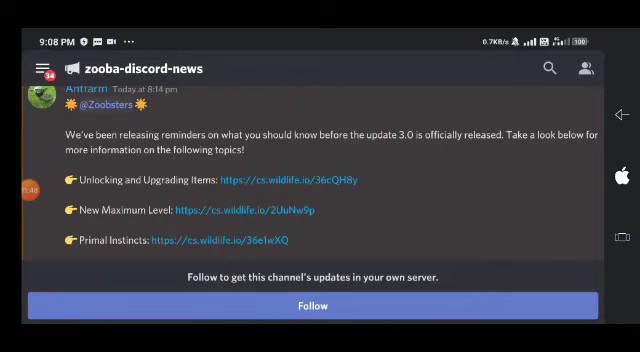 9:08 PM ... 0.7KB/s 4G 100
34 zooba-discord-news
Antfarm Today at 8:14 pm
@Zoobsters
We've been releasing reminders on what you should know before the update 3.0 is officially released. Take a look below for
more information on the following topics!
👉 Unlocking and Upgrading Items: https://cs.wildlife.io/36cQH8y
11:48
👉 New Maximum Level: https://cs.wildlife.io/2UuNw9p
👉 Primal Instincts: https://cs.wildlife.io/36e1wXQ
Follow to get this channel's updates in your own server.
Follow